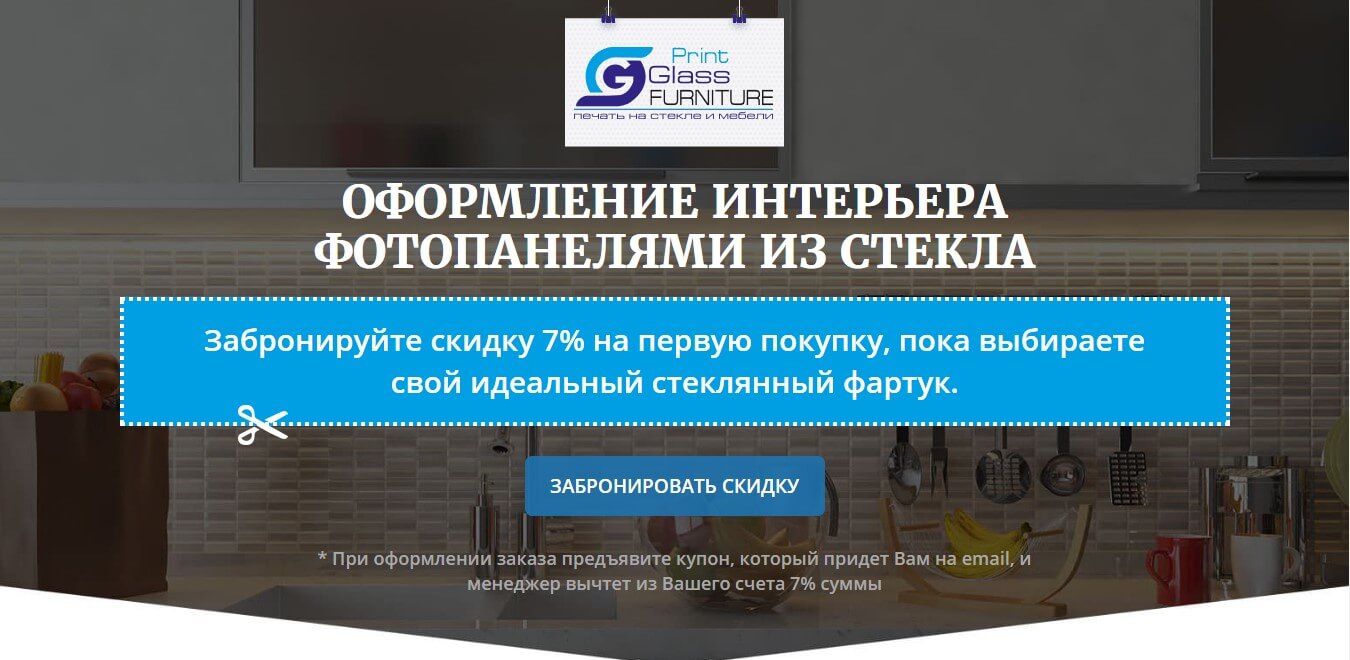 Print
Glass
FURNITURE
печать на стекле и мебели
ОФОРМЛЕНИЕ ИНТЕРЬЕРА
ФОТОПАНЕЛЯМИ ИЗ СТЕКЛА
Забронируйте скидку 7% на первую покупку, пока выбираете
свой идеальный стеклянный фартук.
ЗАБРОНИРОВАТЬ СКИДКУ
* При оформлении заказа предъявите купон, который придет Вам на email, и
менеджер вычтет из Вашего счета 7% суммы